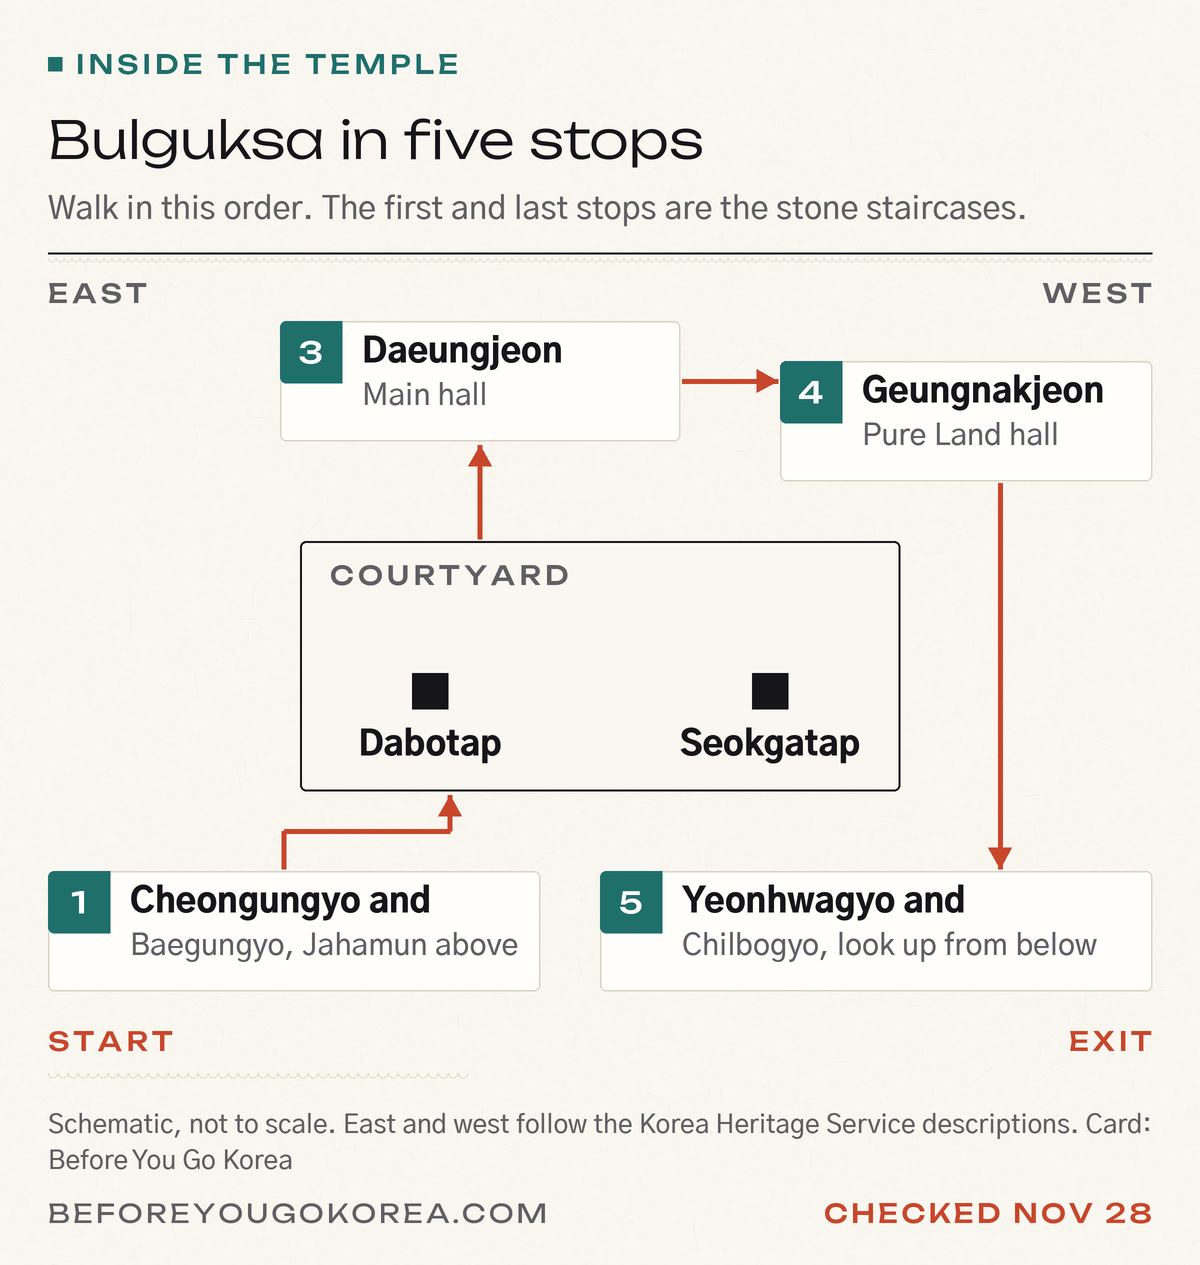 INSIDE THE TEMPLE
Bulguksa in five stops
Walk in this order. The first and last stops are the stone staircases.
EAST
WEST
3
Daeungjeon
Main hall
4
Geungnakjeon
Pure Land hall
COURTYARD
Dabotap
Seokgatap
1
Cheongungyo and
Baegungyo, Jahamun above
5
Yeonhwagyo and
Chilbogyo, look up from below
START
EXIT
Schematic, not to scale. East and west follow the Korea Heritage Service descriptions. Card:
Before You Go Korea
BEFOREYOUGOKOREA.COM
CHECKED NOV 28